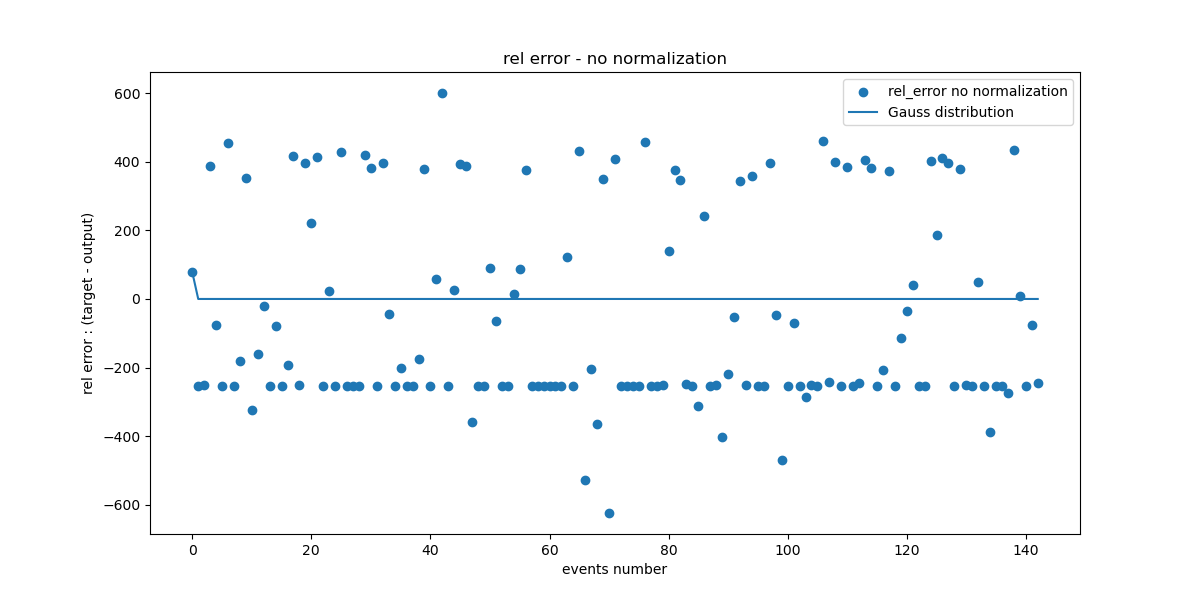 rel error - no normalization
rel_error no normalization
Gauss distribution
rel error : (target - output)
600
400
200
0
−200
−400
−600
0 20 40 60 80 100 120 140
events number